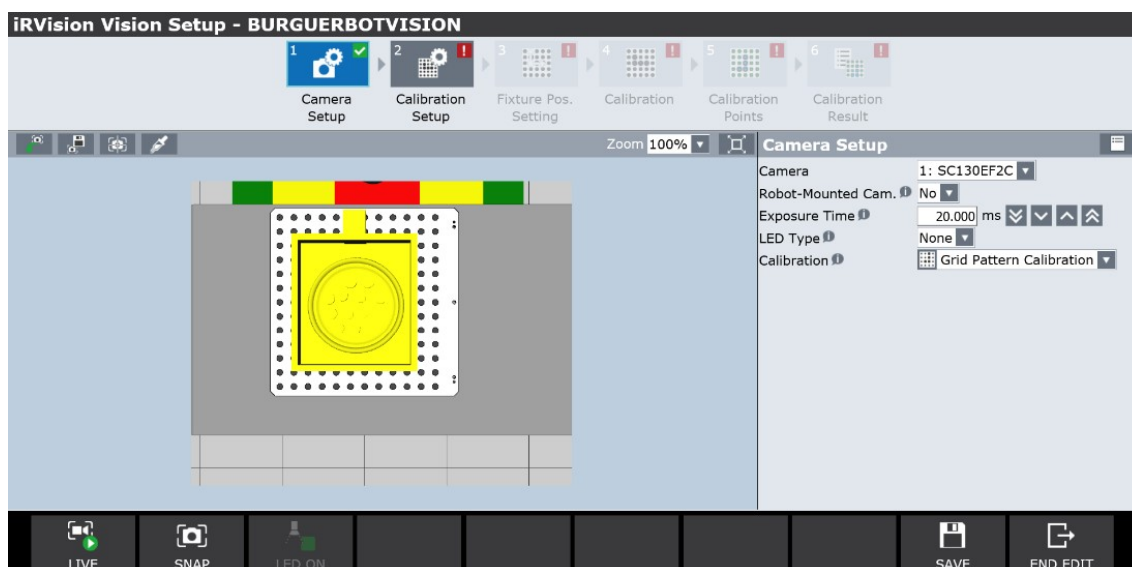 iRVision Vision Setup - BURGUERBOTVISION
1 2 3 4 5 6
Camera Setup
Calibration Setup
Fixture Pos. Setting
Calibration
Calibration Points
Calibration Result
Zoom 100%
Camera Setup
Camera 1: SC130EF2C
Robot-Mounted Cam. No
Exposure Time 20.000 ms
LED Type None
Calibration Grid Pattern Calibration
LIVE SNAP LED ON SAVE END EDIT